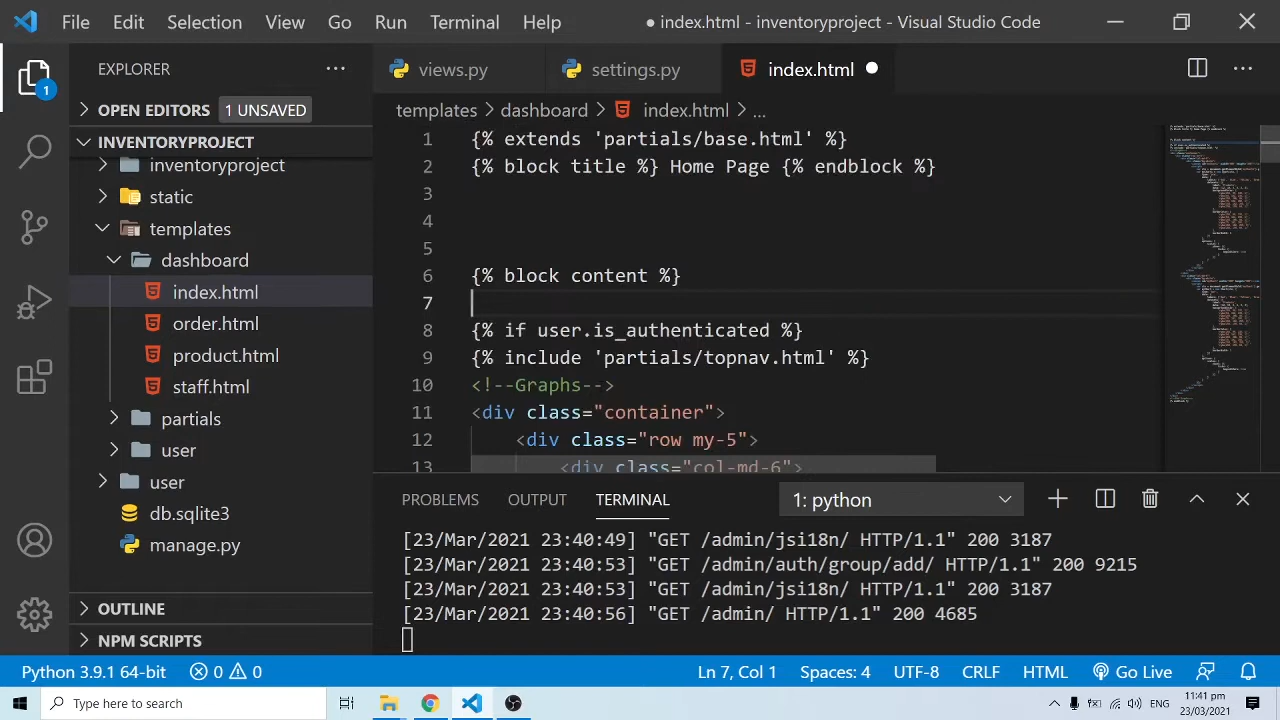 File Edit Selection View Go Run Terminal Help ● index.html - inventoryproject - Visual Studio Code
EXPLORER
1
OPEN EDITORS 1 UNSAVED
INVENTORYPROJECT
inventoryproject
static
templates
dashboard
index.html
order.html
product.html
staff.html
partials
user
user
db.sqlite3
manage.py
OUTLINE
NPM SCRIPTS
views.py settings.py index.html
templates > dashboard > index.html > ...
1 {% extends 'partials/base.html' %}
2 {% block title %} Home Page {% endblock %}
3
4
5
6 {% block content %}
7
8 {% if user.is_authenticated %}
9 {% include 'partials/topnav.html' %}
10 <!--Graphs-->
11 <div class="container">
12 <div class="row my-5">
13 <div class="col-md-6">
PROBLEMS OUTPUT TERMINAL 1: python
[23/Mar/2021 23:40:49] "GET /admin/jsi18n/ HTTP/1.1" 200 3187
[23/Mar/2021 23:40:53] "GET /admin/auth/group/add/ HTTP/1.1" 200 9215
[23/Mar/2021 23:40:53] "GET /admin/jsi18n/ HTTP/1.1" 200 3187
[23/Mar/2021 23:40:56] "GET /admin/ HTTP/1.1" 200 4685
Python 3.9.1 64-bit 0 0 Ln 7, Col 1 Spaces: 4 UTF-8 CRLF HTML Go Live
Type here to search ENG 11:41 pm
23/03/2021